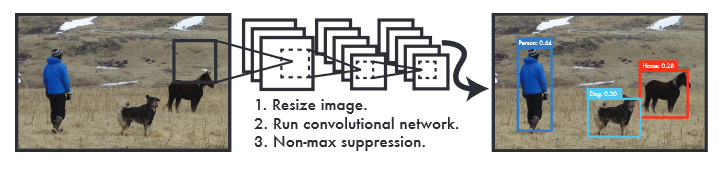 1. Resize image.
2. Run convolutional network.
3. Non-max suppression.
Person: 0.64
Horse: 0.28
Dog: 0.30